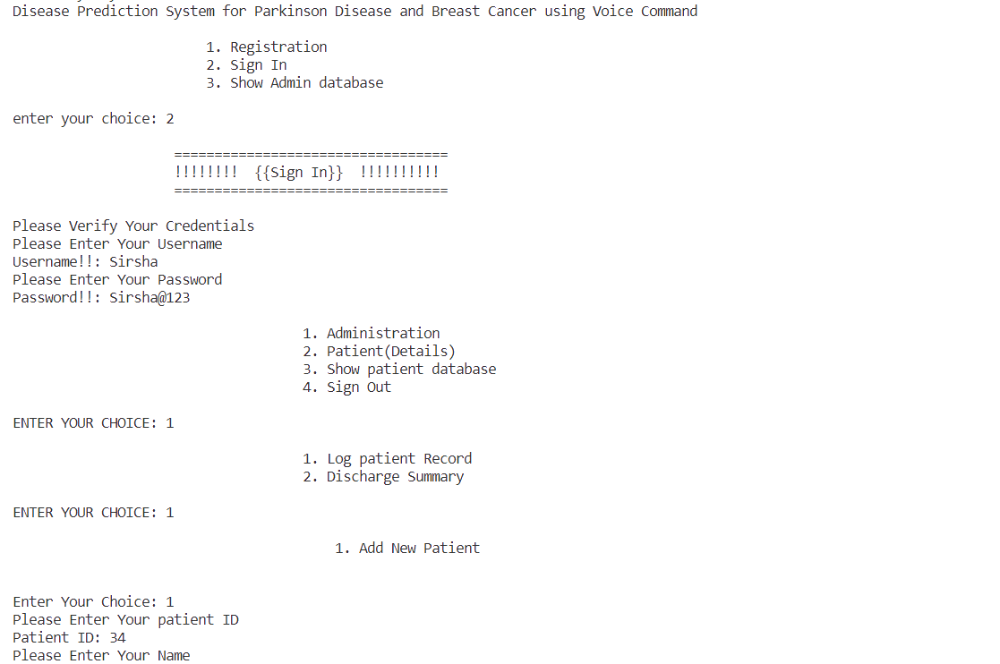 Disease Prediction System for Parkinson Disease and Breast Cancer using Voice Command
1. Registration
2. Sign In
3. Show Admin database
enter your choice: 2
==================================
!!!!!!!! {{Sign In}} !!!!!!!!!!
==================================
Please Verify Your Credentials
Please Enter Your Username
Username!!: Sirsha
Please Enter Your Password
Password!!: Sirsha@123
1. Administration
2. Patient(Details)
3. Show patient database
4. Sign Out
ENTER YOUR CHOICE: 1
1. Log patient Record
2. Discharge Summary
ENTER YOUR CHOICE: 1
1. Add New Patient
Enter Your Choice: 1
Please Enter Your patient ID
Patient ID: 34
Please Enter Your Name